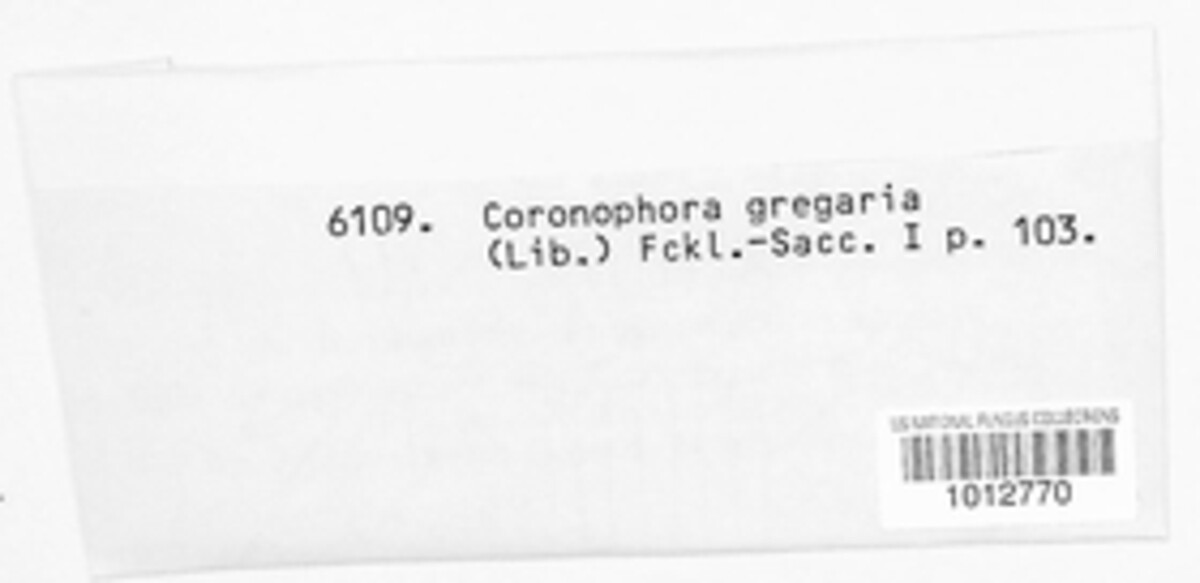 6109. Coronophora gregaria
(Lib.) Fckl.-Sacc. I p. 103.
US NATIONAL FUNGUS COLLECTIONS
1012770